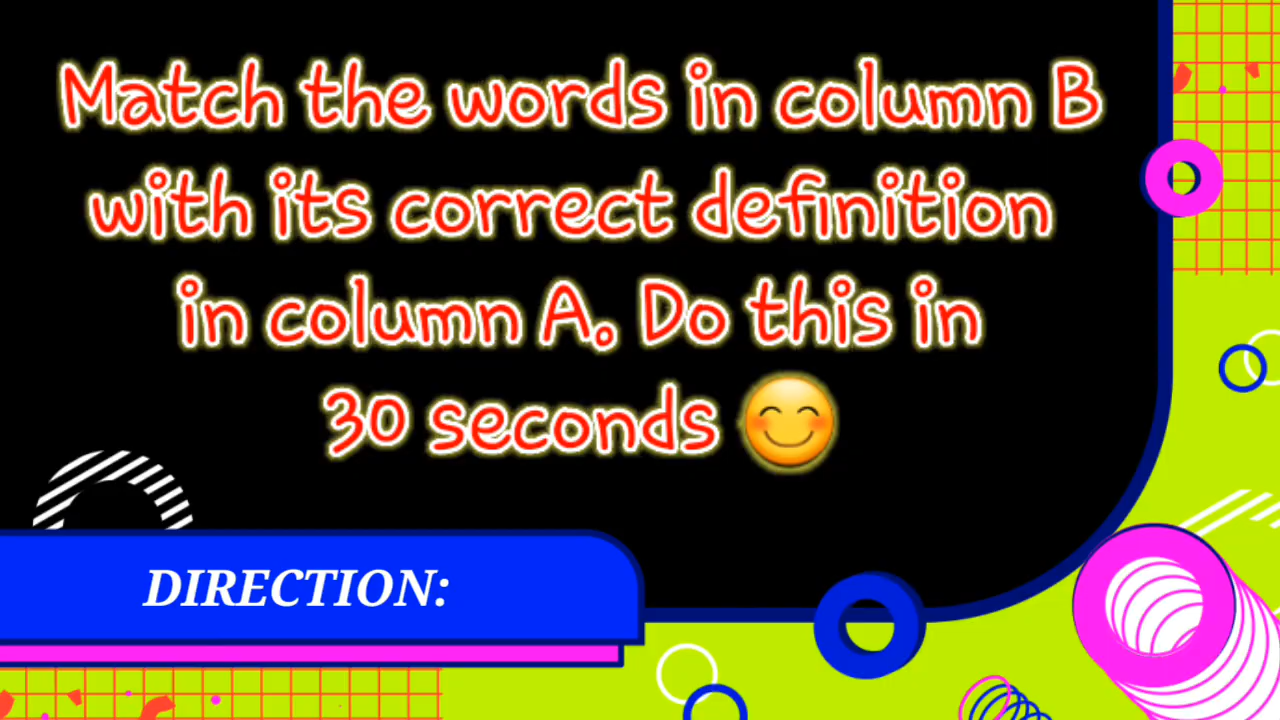 Match the words in column B
with its correct definition
in column A. Do this in
30 seconds 😊
DIRECTION: